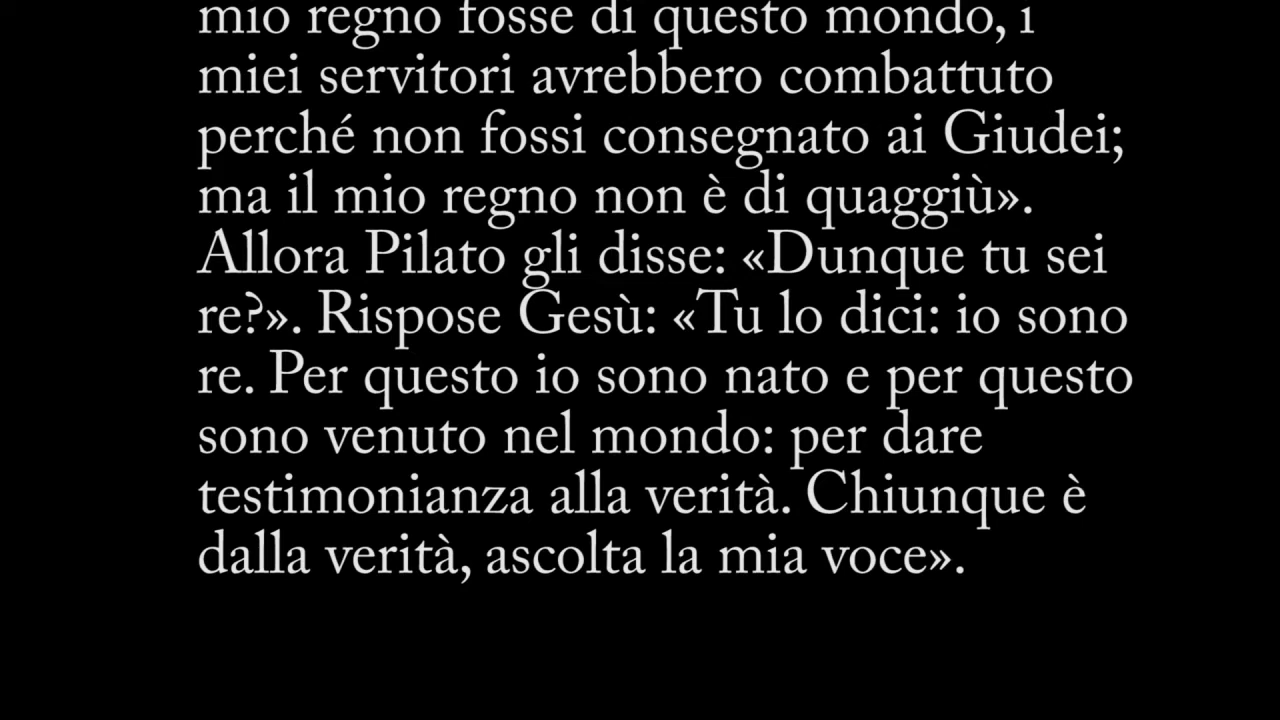 mio regno fosse di questo mondo, i
miei servitori avrebbero combattuto
perché non fossi consegnato ai Giudei;
ma il mio regno non è di quaggiù».
Allora Pilato gli disse: «Dunque tu sei
re?». Rispose Gesù: «Tu lo dici: io sono
re. Per questo io sono nato e per questo
sono venuto nel mondo: per dare
testimonianza alla verità. Chiunque è
dalla verità, ascolta la mia voce».